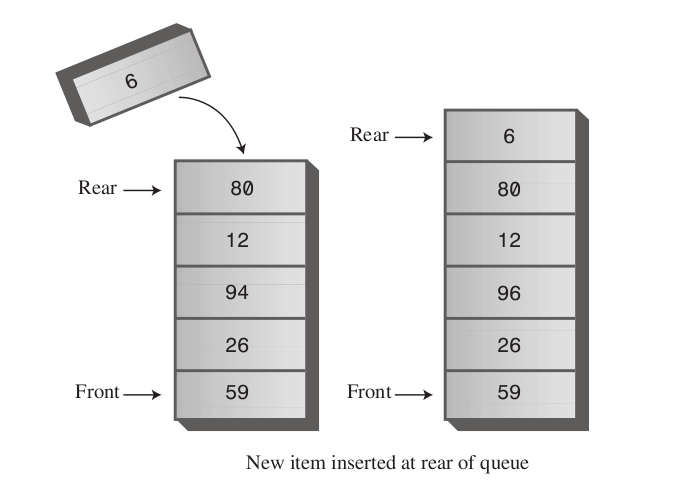 6
Rear
80
12
94
26
Front
59
Rear
6
80
12
96
26
Front
59
New item inserted at rear of queue